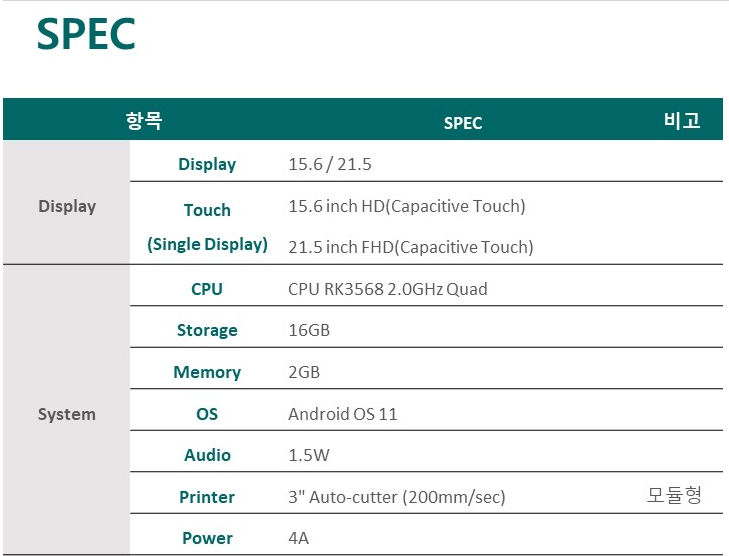 SPEC
항목 SPEC 비고
Display Display 15.6 / 21.5
Touch 15.6 inch HD(Capacitive Touch)
(Single Display) 21.5 inch FHD(Capacitive Touch)
CPU CPU RK3568 2.0GHz Quad
Storage 16GB
Memory 2GB
System OS Android OS 11
Audio 1.5W
Printer 3" Auto-cutter (200mm/sec) 모듈형
Power 4A